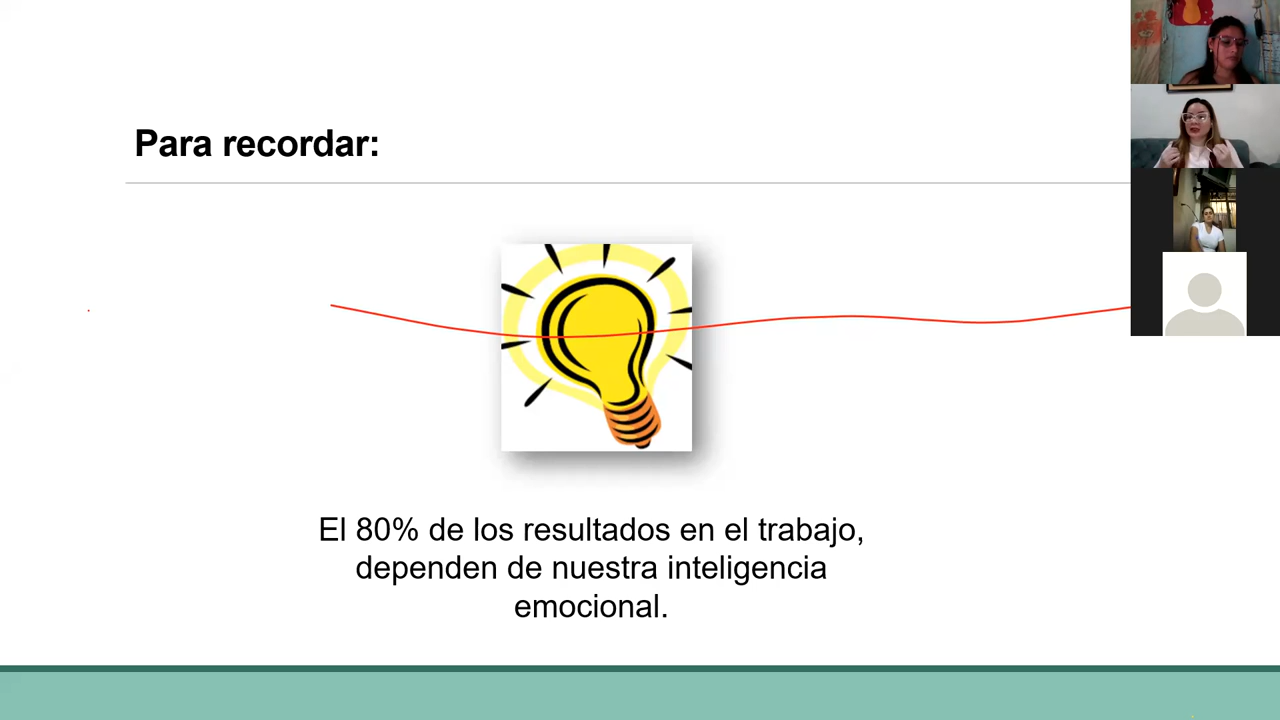 Para recordar:
El 80% de los resultados en el trabajo,
dependen de nuestra inteligencia
emocional.